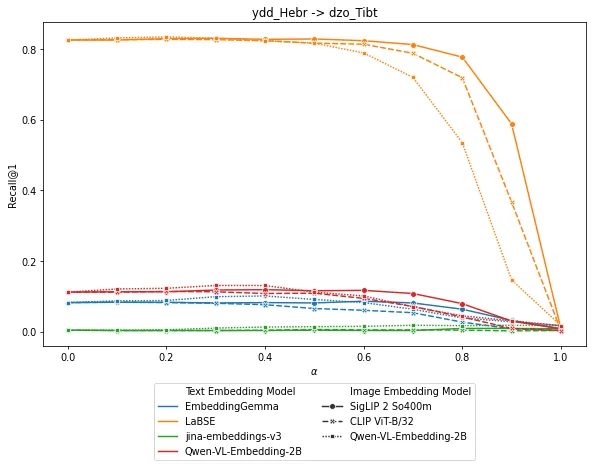 ydd_Hebr -> dzo_Tibt
Recall@1
0.8
0.6
0.4
0.2
0.0
0.0 0.2 0.4 0.6 0.8 1.0
α
Text Embedding Model Image Embedding Model
EmbeddingGemma SigLIP 2 So400m
LaBSE CLIP ViT-B/32
jina-embeddings-v3 Qwen-VL-Embedding-2B
Qwen-VL-Embedding-2B